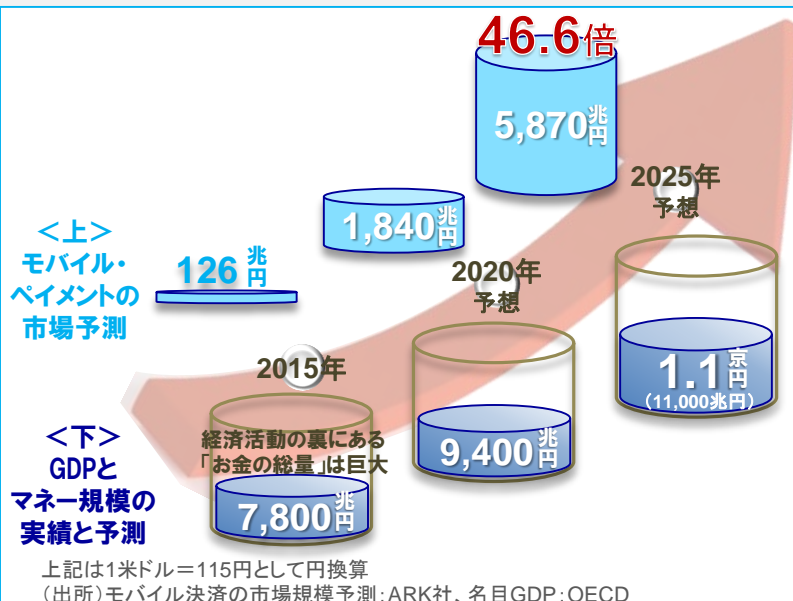 46.6倍
5,870兆円
2025年
予想
1,840兆円
<上>
モバイル・
ペイメントの
市場予測
126兆円
2020年
予想
2015年
1.1京円
(11,000兆円)
<下>
GDPと
マネー規模の
実績と予測
経済活動の裏にある
「お金の総量」は巨大
9,400兆円
7,800兆円
上記は1米ドル=115円として円換算
(出所)モバイル決済の市場規模予測:ARK社、名目GDP:OECD